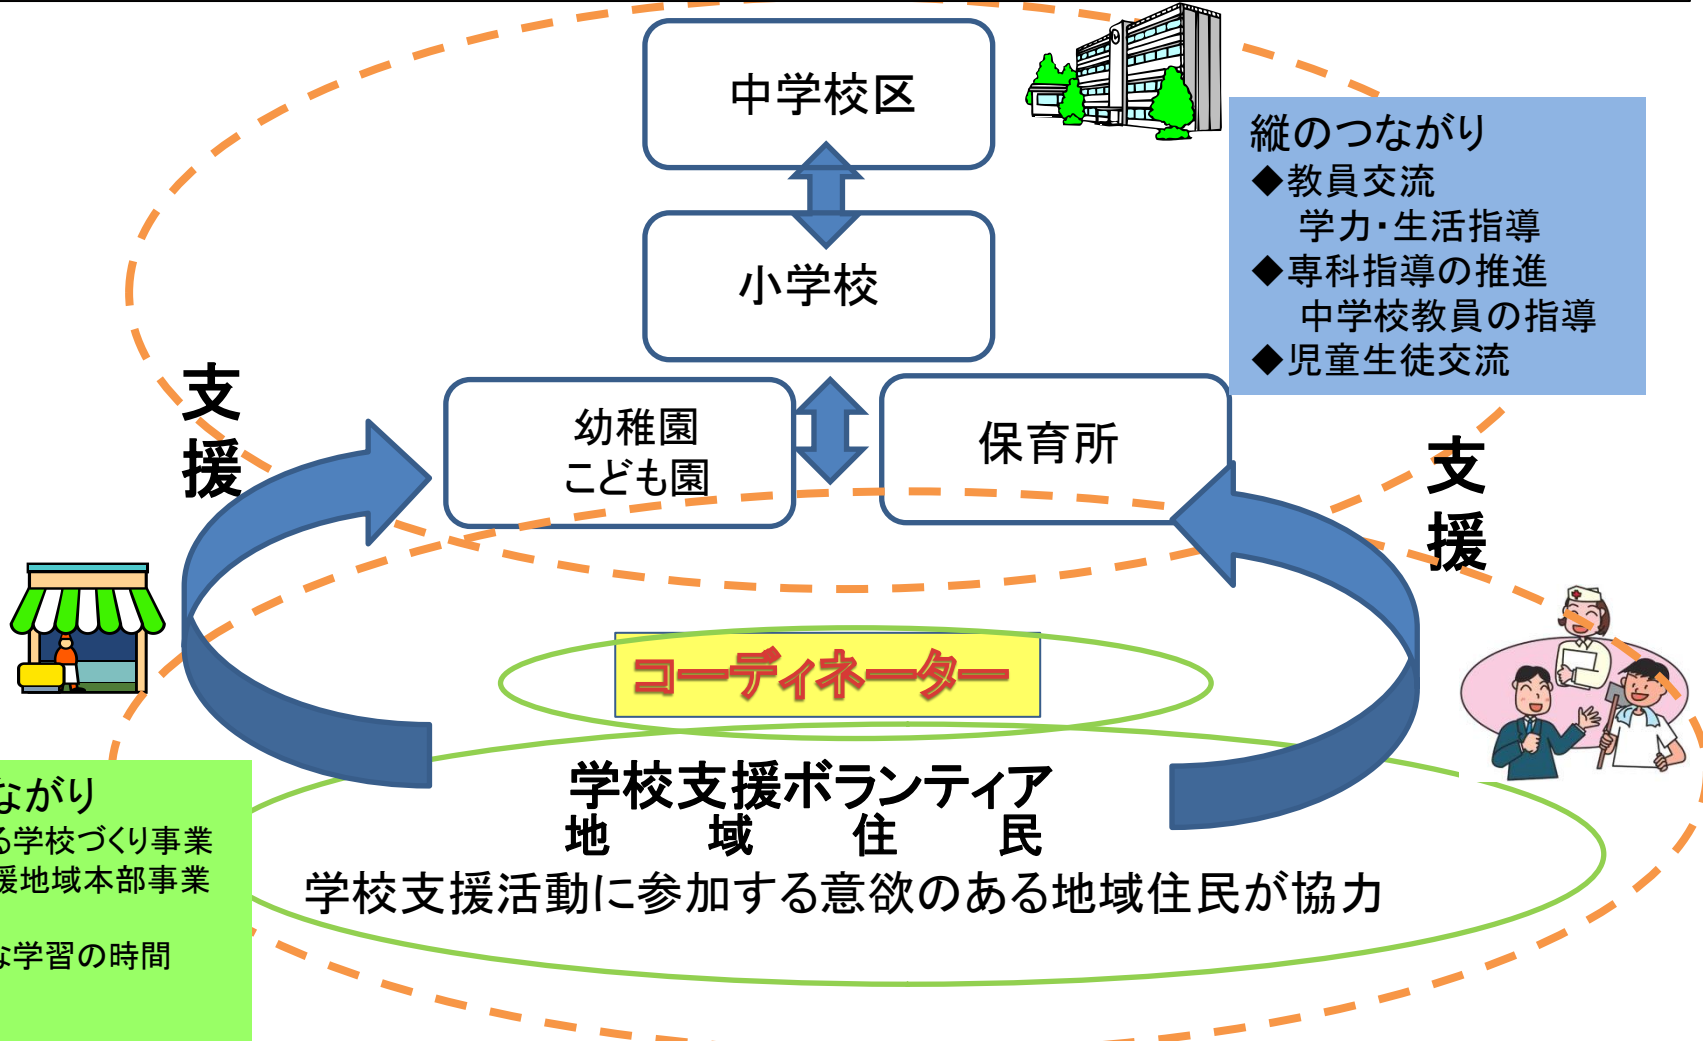 中学校区
小学校
幼稚園
こども園
保育所
縦のつながり
◆教員交流
学力・生活指導
◆専科指導の推進
中学校教員の指導
◆児童生徒交流
支援
支援
コーディネーター
学校支援ボランティア
地域住民
学校支援活動に参加する意欲のある地域住民が協力
ながり
る学校づくり事業
援地域本部事業
な学習の時間